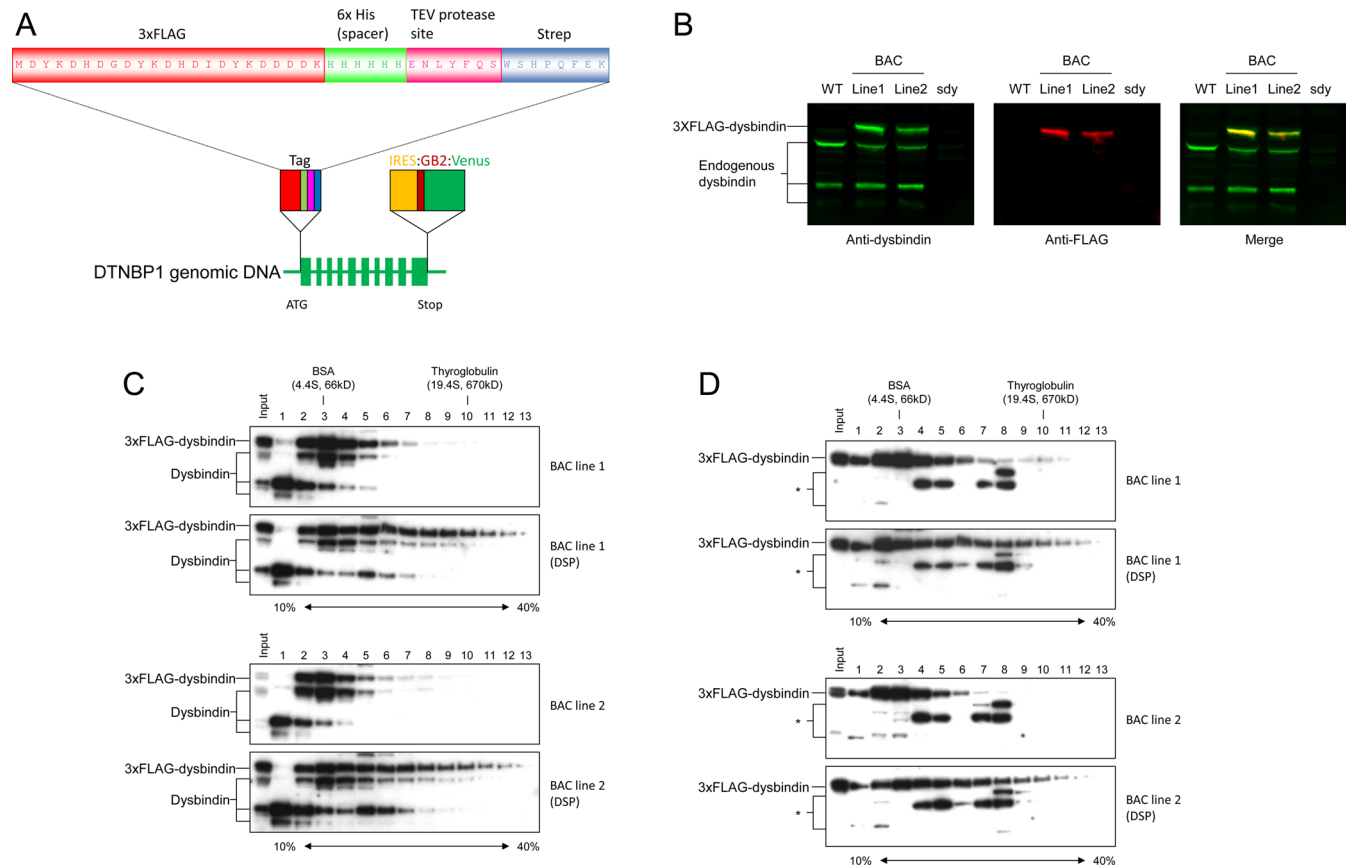 A
3xFLAG
6x His
(spacer)
TEV protease
site
Strep
M D Y K D H D G D Y K D H D I D Y K D D D D K H H H H H H E N L Y F Q S W S H P Q F E K
Tag
IRES:GB2:Venus
DTNBP1 genomic DNA
ATG
Stop
B
BAC
BAC
BAC
WT Line1 Line2 sdy
WT Line1 Line2 sdy
WT Line1 Line2 sdy
3XFLAG-dysbindin
Endogenous
dysbindin
Anti-dysbindin
Anti-FLAG
Merge
C
BSA
(4.4S, 66kD)
Thyroglobulin
(19.4S, 670kD)
Input 1 2 3 4 5 6 7 8 9 10 11 12 13
3xFLAG-dysbindin
Dysbindin
BAC line 1
3xFLAG-dysbindin
Dysbindin
BAC line 1
(DSP)
10% 40%
Input 1 2 3 4 5 6 7 8 9 10 11 12 13
3xFLAG-dysbindin
Dysbindin
BAC line 2
3xFLAG-dysbindin
Dysbindin
BAC line 2
(DSP)
10% 40%
D
BSA
(4.4S, 66kD)
Thyroglobulin
(19.4S, 670kD)
Input 1 2 3 4 5 6 7 8 9 10 11 12 13
3xFLAG-dysbindin
*
BAC line 1
3xFLAG-dysbindin
*
BAC line 1
(DSP)
10% 40%
Input 1 2 3 4 5 6 7 8 9 10 11 12 13
3xFLAG-dysbindin
*
BAC line 2
3xFLAG-dysbindin
*
BAC line 2
(DSP)
10% 40%